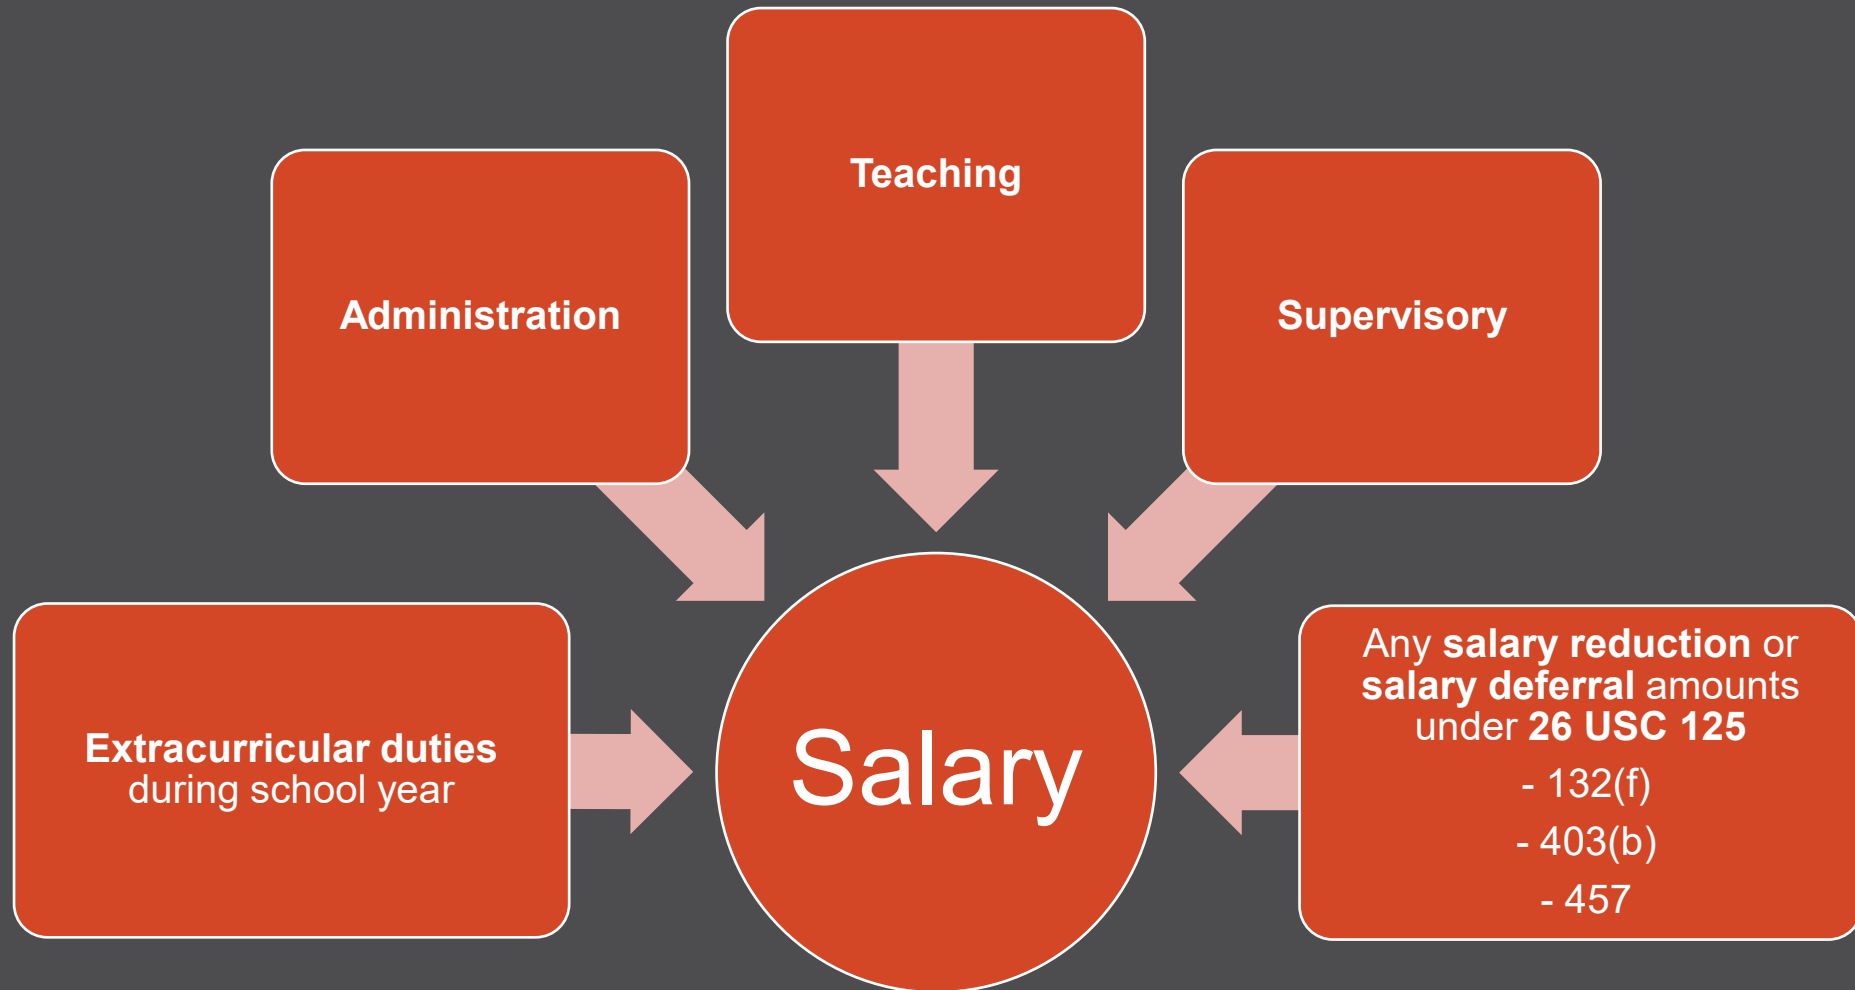 Teaching
Administration
Supervisory
Extracurricular duties
during school year
Salary
Any salary reduction or
salary deferral amounts
under 26 USC 125
- 132(f)
- 403(b)
- 457